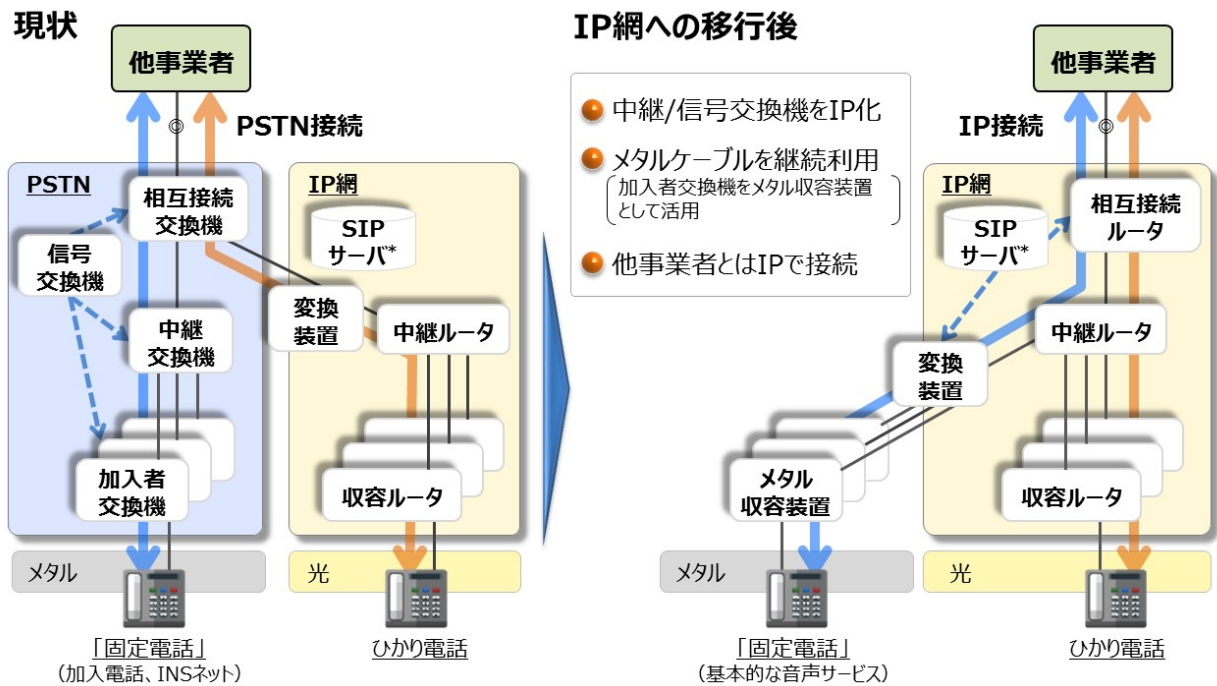 現状
他事業者
PSTN接続
PSTN
相互接続
交換機
信号
交換機
中継
交換機
加入者
交換機
IP網
SIP
サーバ*
変換
装置
中継ルータ
収容ルータ
メタル
光
「固定電話」
(加入電話、INSネット)
ひかり電話
IP網への移行後
中継/信号交換機をIP化
メタルケーブルを継続利用
加入者交換機をメタル収容装置
として活用
他事業者とはIPで接続
他事業者
IP接続
IP網
相互接続
ルータ
SIP
サーバ*
中継ルータ
変換
装置
メタル
収容装置
収容ルータ
メタル
光
「固定電話」
(基本的な音声サービス)
ひかり電話